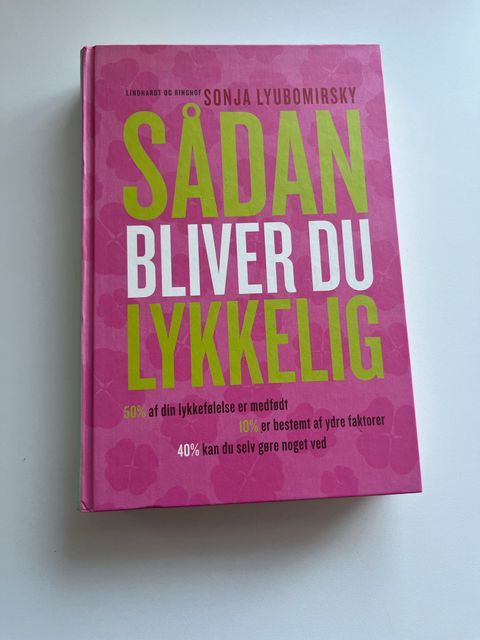 LINDHARDT OG RINGHOF SONJA LYUBOMIRSKY
SÅDAN
BLIVER DU
LYKKELIG
50% af din lykkefølelse er medfødt
10% er bestemt af ydre faktorer
40% kan du selv gøre noget ved